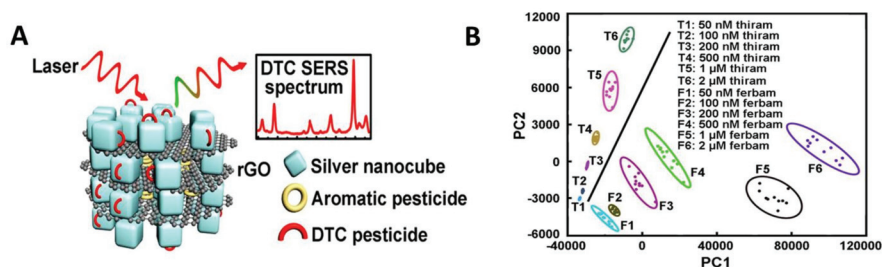 A
Laser
DTC SERS
spectrum
rGO
Silver nanocube
Aromatic pesticide
DTC pesticide
B
PC2
12000
9000
6000
3000
0
-3000
-6000
-40000
0
40000
80000
120000
PC1
T6
T5
T4
T3
T2
T1
F1
F2
F3
F4
F5
F6
T1: 50 nM thiram
T2: 100 nM thiram
T3: 200 nM thiram
T4: 500 nM thiram
T5: 1 µM thiram
T6: 2 µM thiram
F1: 50 nM ferbam
F2: 100 nM ferbam
F3: 200 nM ferbam
F4: 500 nM ferbam
F5: 1 µM ferbam
F6: 2 µM ferbam